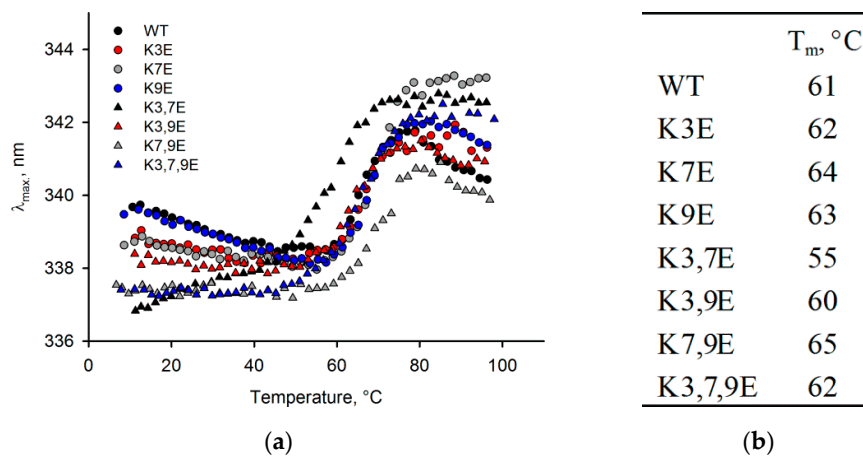 344
342
340
338
336
λmax, nm
WT
K3E
K7E
K9E
K3,7E
K3,9E
K7,9E
K3,7,9E
0 20 40 60 80 100
Temperature, °C
(a)
Tm, °C
WT 61
K3E 62
K7E 64
K9E 63
K3,7E 55
K3,9E 60
K7,9E 65
K3,7,9E 62
(b)